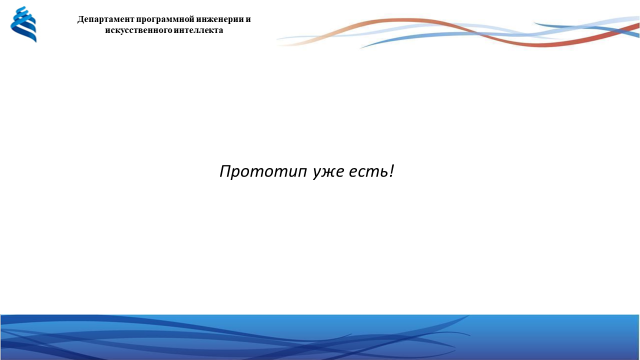 Департамент программной инженерии и
искусственного интеллекта
Прототип уже есть!